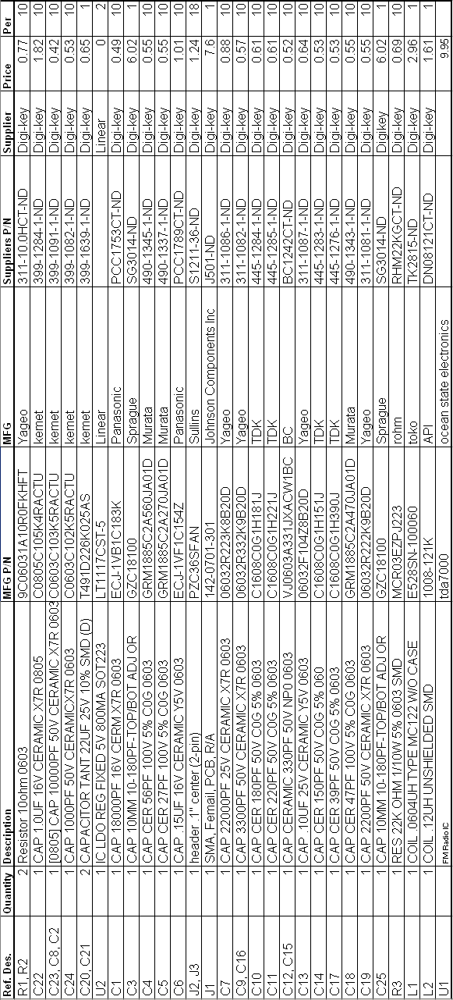 Ref. Des. Quantity Description MFG P/N MFG Suppliers P/N Supplier Price Per
R1, R2 2 Resistor 10ohm 0603 9C06031A10R0FKHFT Yageo 311-10.0HCT-ND Digi-key 0.77 10
C22 1 CAP 1.0UF 16V CERAMIC X7R 0805 C0805C105K4RACTU kemet 399-1284-1-ND Digi-key 1.82 10
C23, C8, C2 1 [0805] CAP 10000PF 50V CERAMIC X7R 0603 C0603C103K5RACTU kemet 399-1091-1-ND Digi-key 0.42 10
C24 1 CAP 1000PF 50V CERAMICX7R 0603 C0603C102K5RACTU kemet 399-1082-1-ND Digi-key 0.53 10
C20, C21 2 CAPACITOR TANT 22UF 25V 10% SMD (D) T491D226K025AS kemet 399-1639-1-ND Digi-key 0.65 1
U2 IIC LDO REG FIXED 5V 800MA SOT223 LT1117CST-5 Linear Linear 0 2
C1 1 CAP 18000PF 16V CERM X7R 0603 ECJ-1VB1C183K Panasonic PCC1753CT-ND Digi-key 0.49 10
C3 1 CAP 10MM 10-180PF-TOP/BOT ADJ OR GZC18100 Sprague SG3014-ND Digi-key 6.02 1
C4 1 CAP CER 58PF 100V 5% C0G 0603 GRM1885C2A560JA01D Murata 490-1345-1-ND Digi-key 0.55 10
C5 1 CAP CER 27PF 100V 5% C0G 0603 GRM1885C2A270JA01D Murata 490-1337-1-ND Digi-key 0.55 10
C6 1 CAP .15UF 16V CERAMIC Y5V 0603 ECJ-1VF1C154Z Panasonic PCC1789CT-ND Digi-key 1.01 10
J2, J3 1 header .1" center (2-pin) PZC36SFAN Sullins S1211-36-ND Digi-key 1.24 18
J1 1 SMA, Femail, PCB, R/A 142-0701-301 Johnson Components Inc J501-ND Digi-key 7.6 1
C7 1 CAP 22000PF 25V CERAMIC X7R 0603 06032R223K8B20D Yageo 311-1086-1-ND Digi-key 0.88 10
C9, C16 1 CAP 3300PF 50V CERAMIC X7R 0603 06032R332K9B20D Yageo 311-1082-1-ND Digi-key 0.57 10
C10 1 CAP CER 180PF 50V C0G 5% 0603 C1608C0G1H181J TDK 445-1284-1-ND Digi-key 0.61 10
C11 1 CAP CER 220PF 50V C0G 5% 0603 C1608C0G1H221J TDK 445-1285-1-ND Digi-key 0.61 10
C12, C15 1 CAP CERAMIC 330PF 50V NP0 0603 VJ0603A331JXACW1BC BC BC1242CT-ND Digi-key 0.52 10
C13 1 CAP .10UF 25V CERAMIC Y5V 0603 06032F104Z8B20D Yageo 311-1087-1-ND Digi-key 0.64 10
C14 1 CAP CER 150PF 50V C0G 5% 060 C1608C0G1H151J TDK 445-1283-1-ND Digi-key 0.53 10
C17 1 CAP CER 39PF 50V C0G 5% 0603 C1608C0G1H390J TDK 445-1276-1-ND Digi-key 0.53 10
C18 1 CAP CER 47PF 100V 5% C0G 0603 GRM1885C2A470JA01D Murata 490-1343-1-ND Digi-key 0.55 10
C19 1 CAP 2200PF 50V CERAMIC X7R 0603 06032R222K9B20D Yageo 311-1081-1-ND Digi-key 0.55 10
C25 1 CAP 10MM 10-180PF-TOP/BOT ADJ OR GZC18100 Sprague SG3014-ND Digi-key 6.02 1
R3 1 RES 22K OHM 1/10W 5% 0603 SMD MCR03EZPJ223 rohm RHM22KGCT-ND Digi-key 0.69 10
L1 1 COIL .0604UH TYPE MC122 W/O CASE E528SN-100060 toko TK2815-ND Digi-key 2.96 1
L2 1 COIL .12UH UNSHIELDED SMD 1008-121K API DN08121CT-ND Digi-key 1.61 1
U1 FM Radio IC tda7000 ocean state electronics 9.95